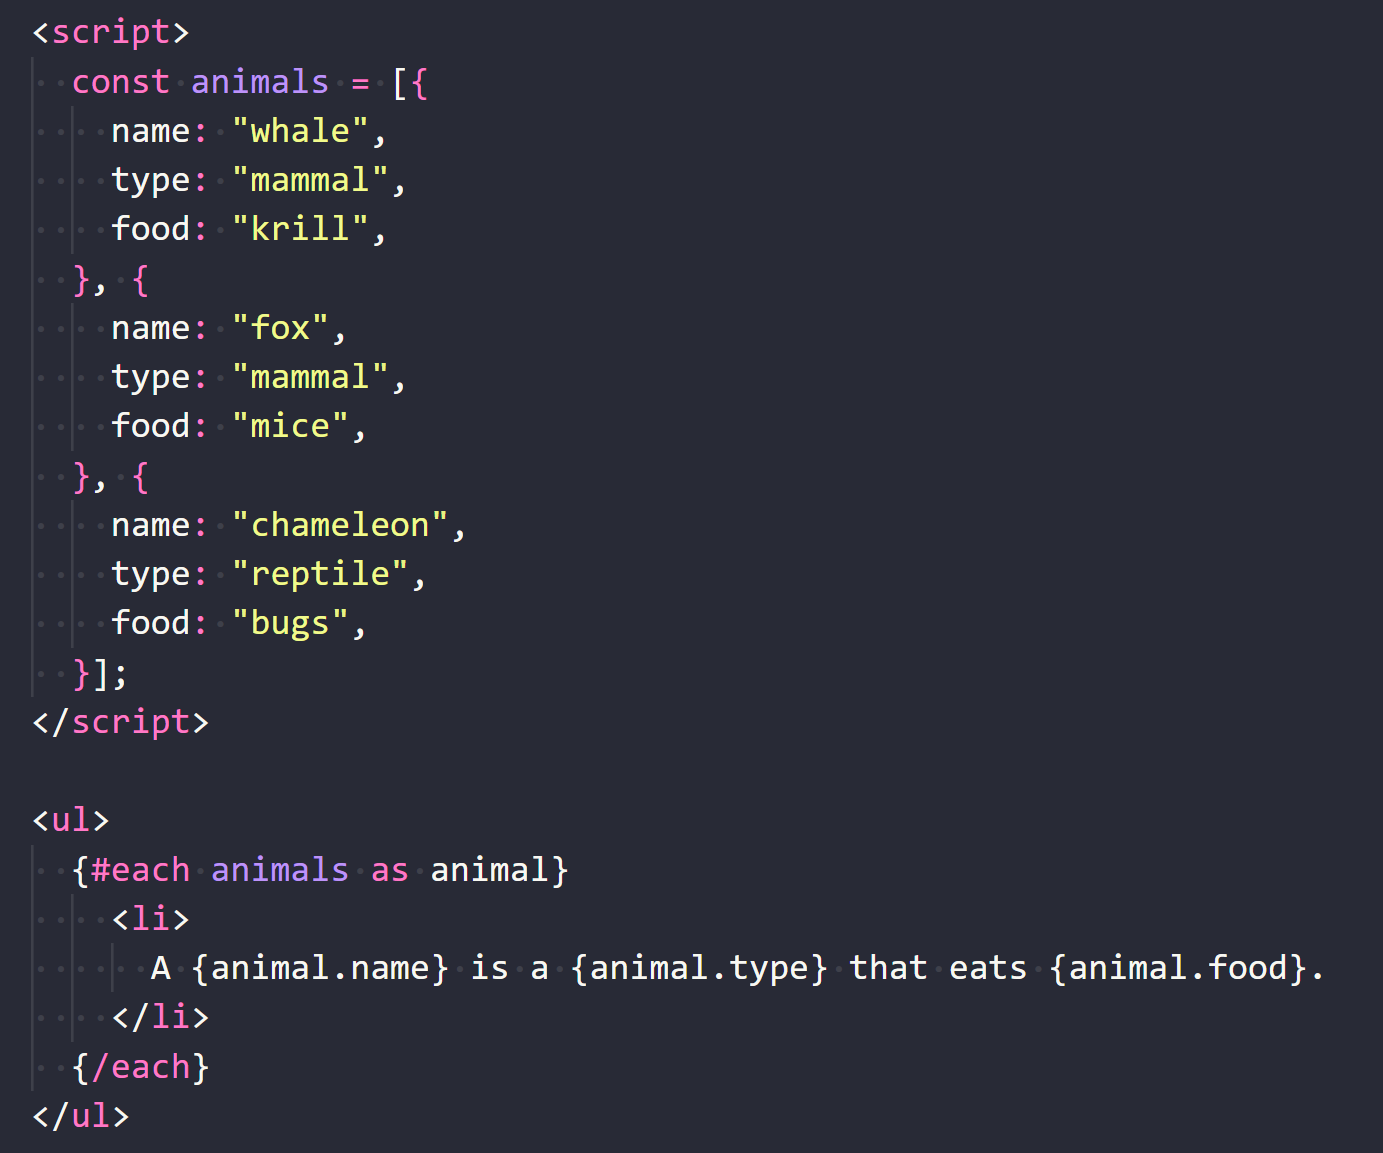 <script>
  const animals = [{
    name: "whale",
    type: "mammal",
    food: "krill",
  }, {
    name: "fox",
    type: "mammal",
    food: "mice",
  }, {
    name: "chameleon",
    type: "reptile",
    food: "bugs",
  }];
</script>

<ul>
  {#each animals as animal}
    <li>
      A {animal.name} is a {animal.type} that eats {animal.food}.
    </li>
  {/each}
</ul>